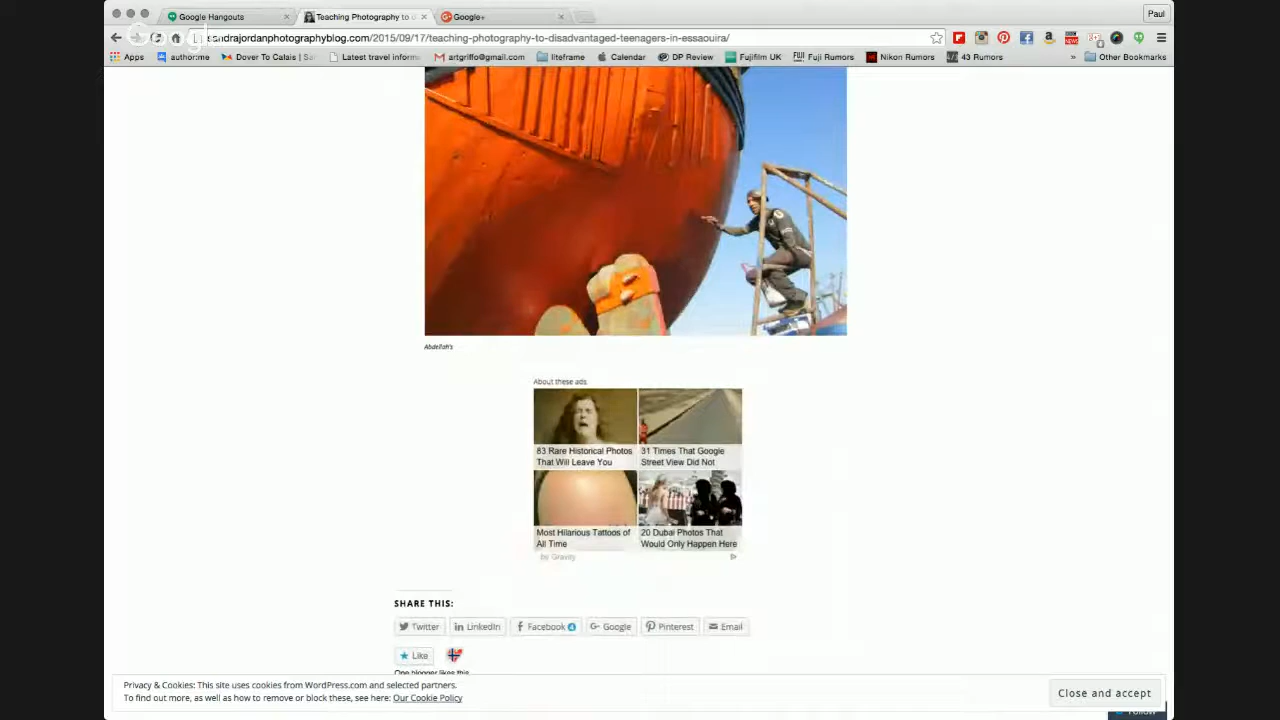 Google Hangouts
Teaching Photography to d
Google+
Paul
xandrajordanphotographyblog.com/2015/09/17/teaching-photography-to-disadvantaged-teenagers-in-essaouira/
Apps author:me Dover To Calais | Sa Latest travel inform artgriffo@gmail.com liteframe Calendar DP Review Fujifilm UK Fuji Rumors Nikon Rumors 43 Rumors » Other Bookmarks
Abdellah's
About these ads
83 Rare Historical Photos
That Will Leave You
31 Times That Google
Street View Did Not
Most Hilarious Tattoos of
All Time
20 Dubai Photos That
Would Only Happen Here
by Gravity
SHARE THIS:
Twitter LinkedIn Facebook 4 Google Pinterest Email
Like
One blogger likes this.
Privacy & Cookies: This site uses cookies from WordPress.com and selected partners.
To find out more, as well as how to remove or block these, see here: Our Cookie Policy
Close and accept
Follow